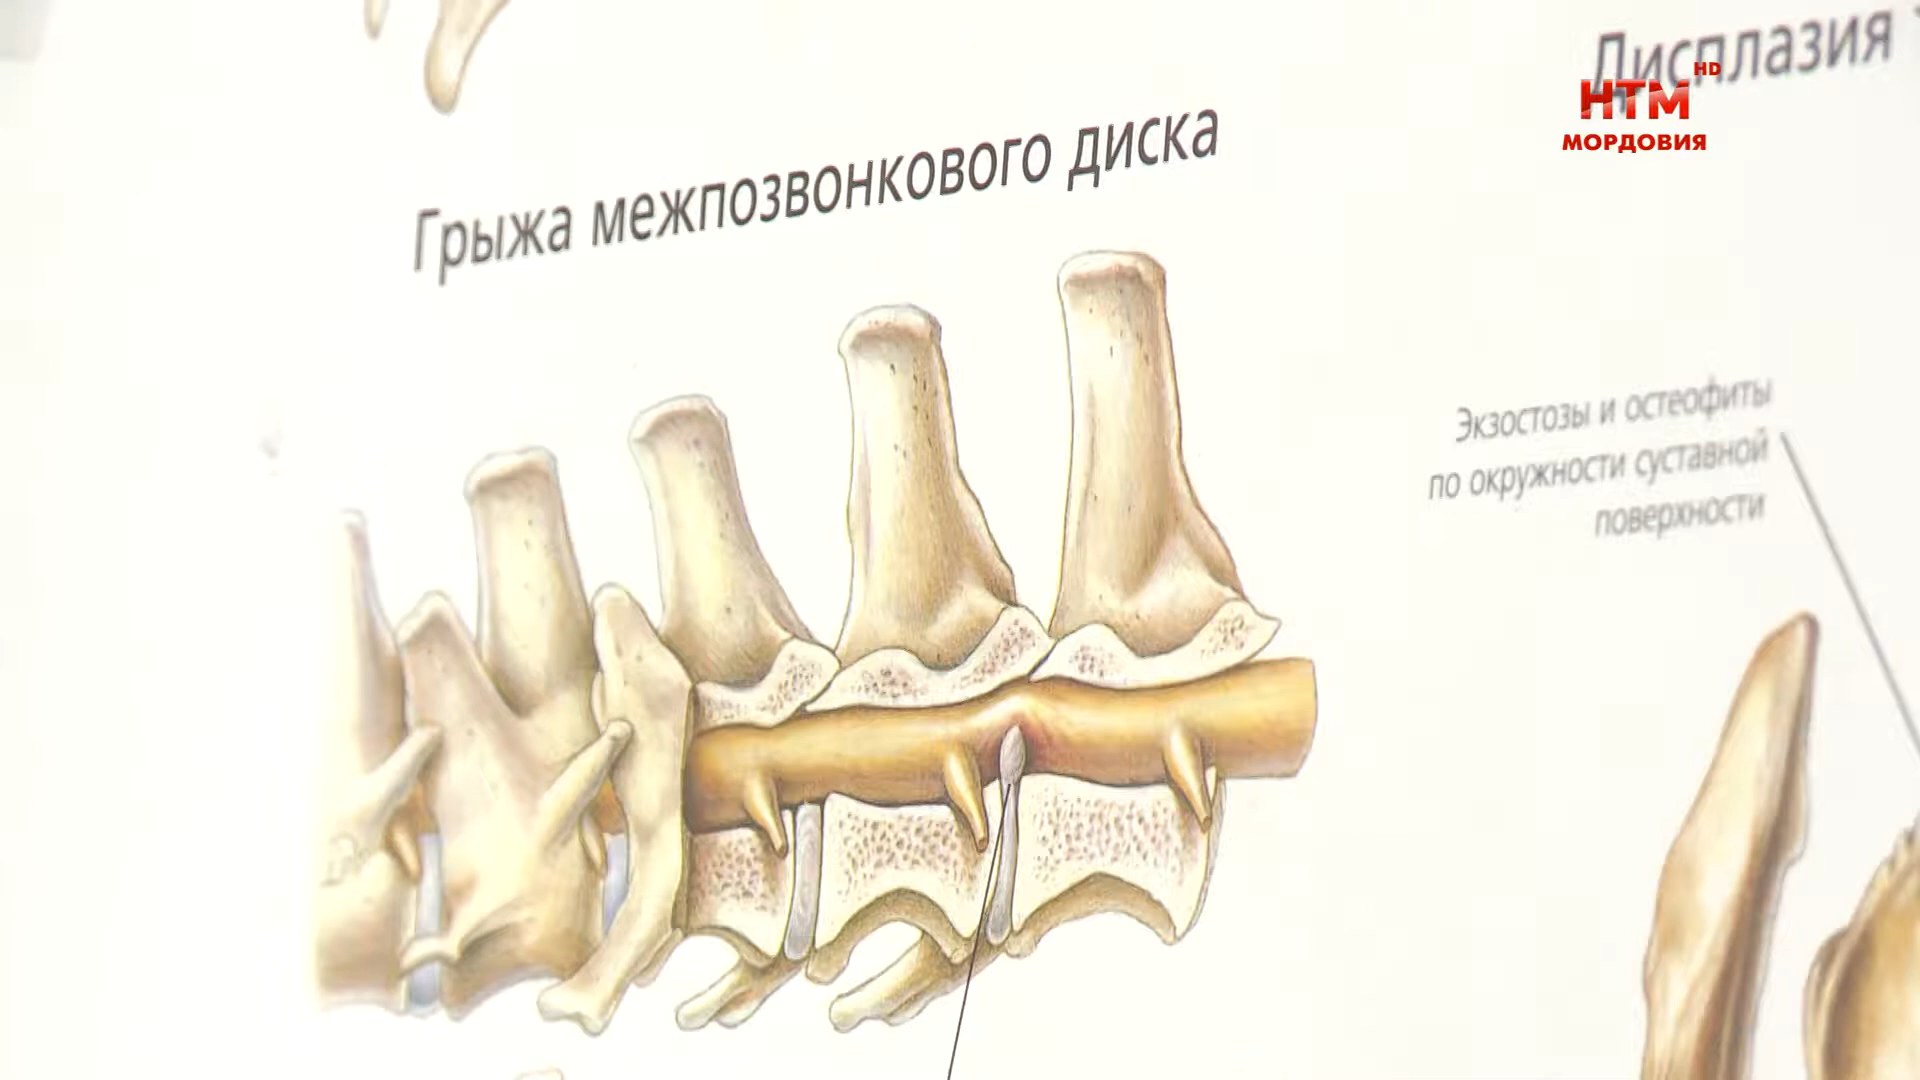 Дисплазия
HD
НТМ
МОРДОВИЯ
Грыжа межпозвонкового диска
Экзостозы и остеофиты
по окружности суставной
поверхности